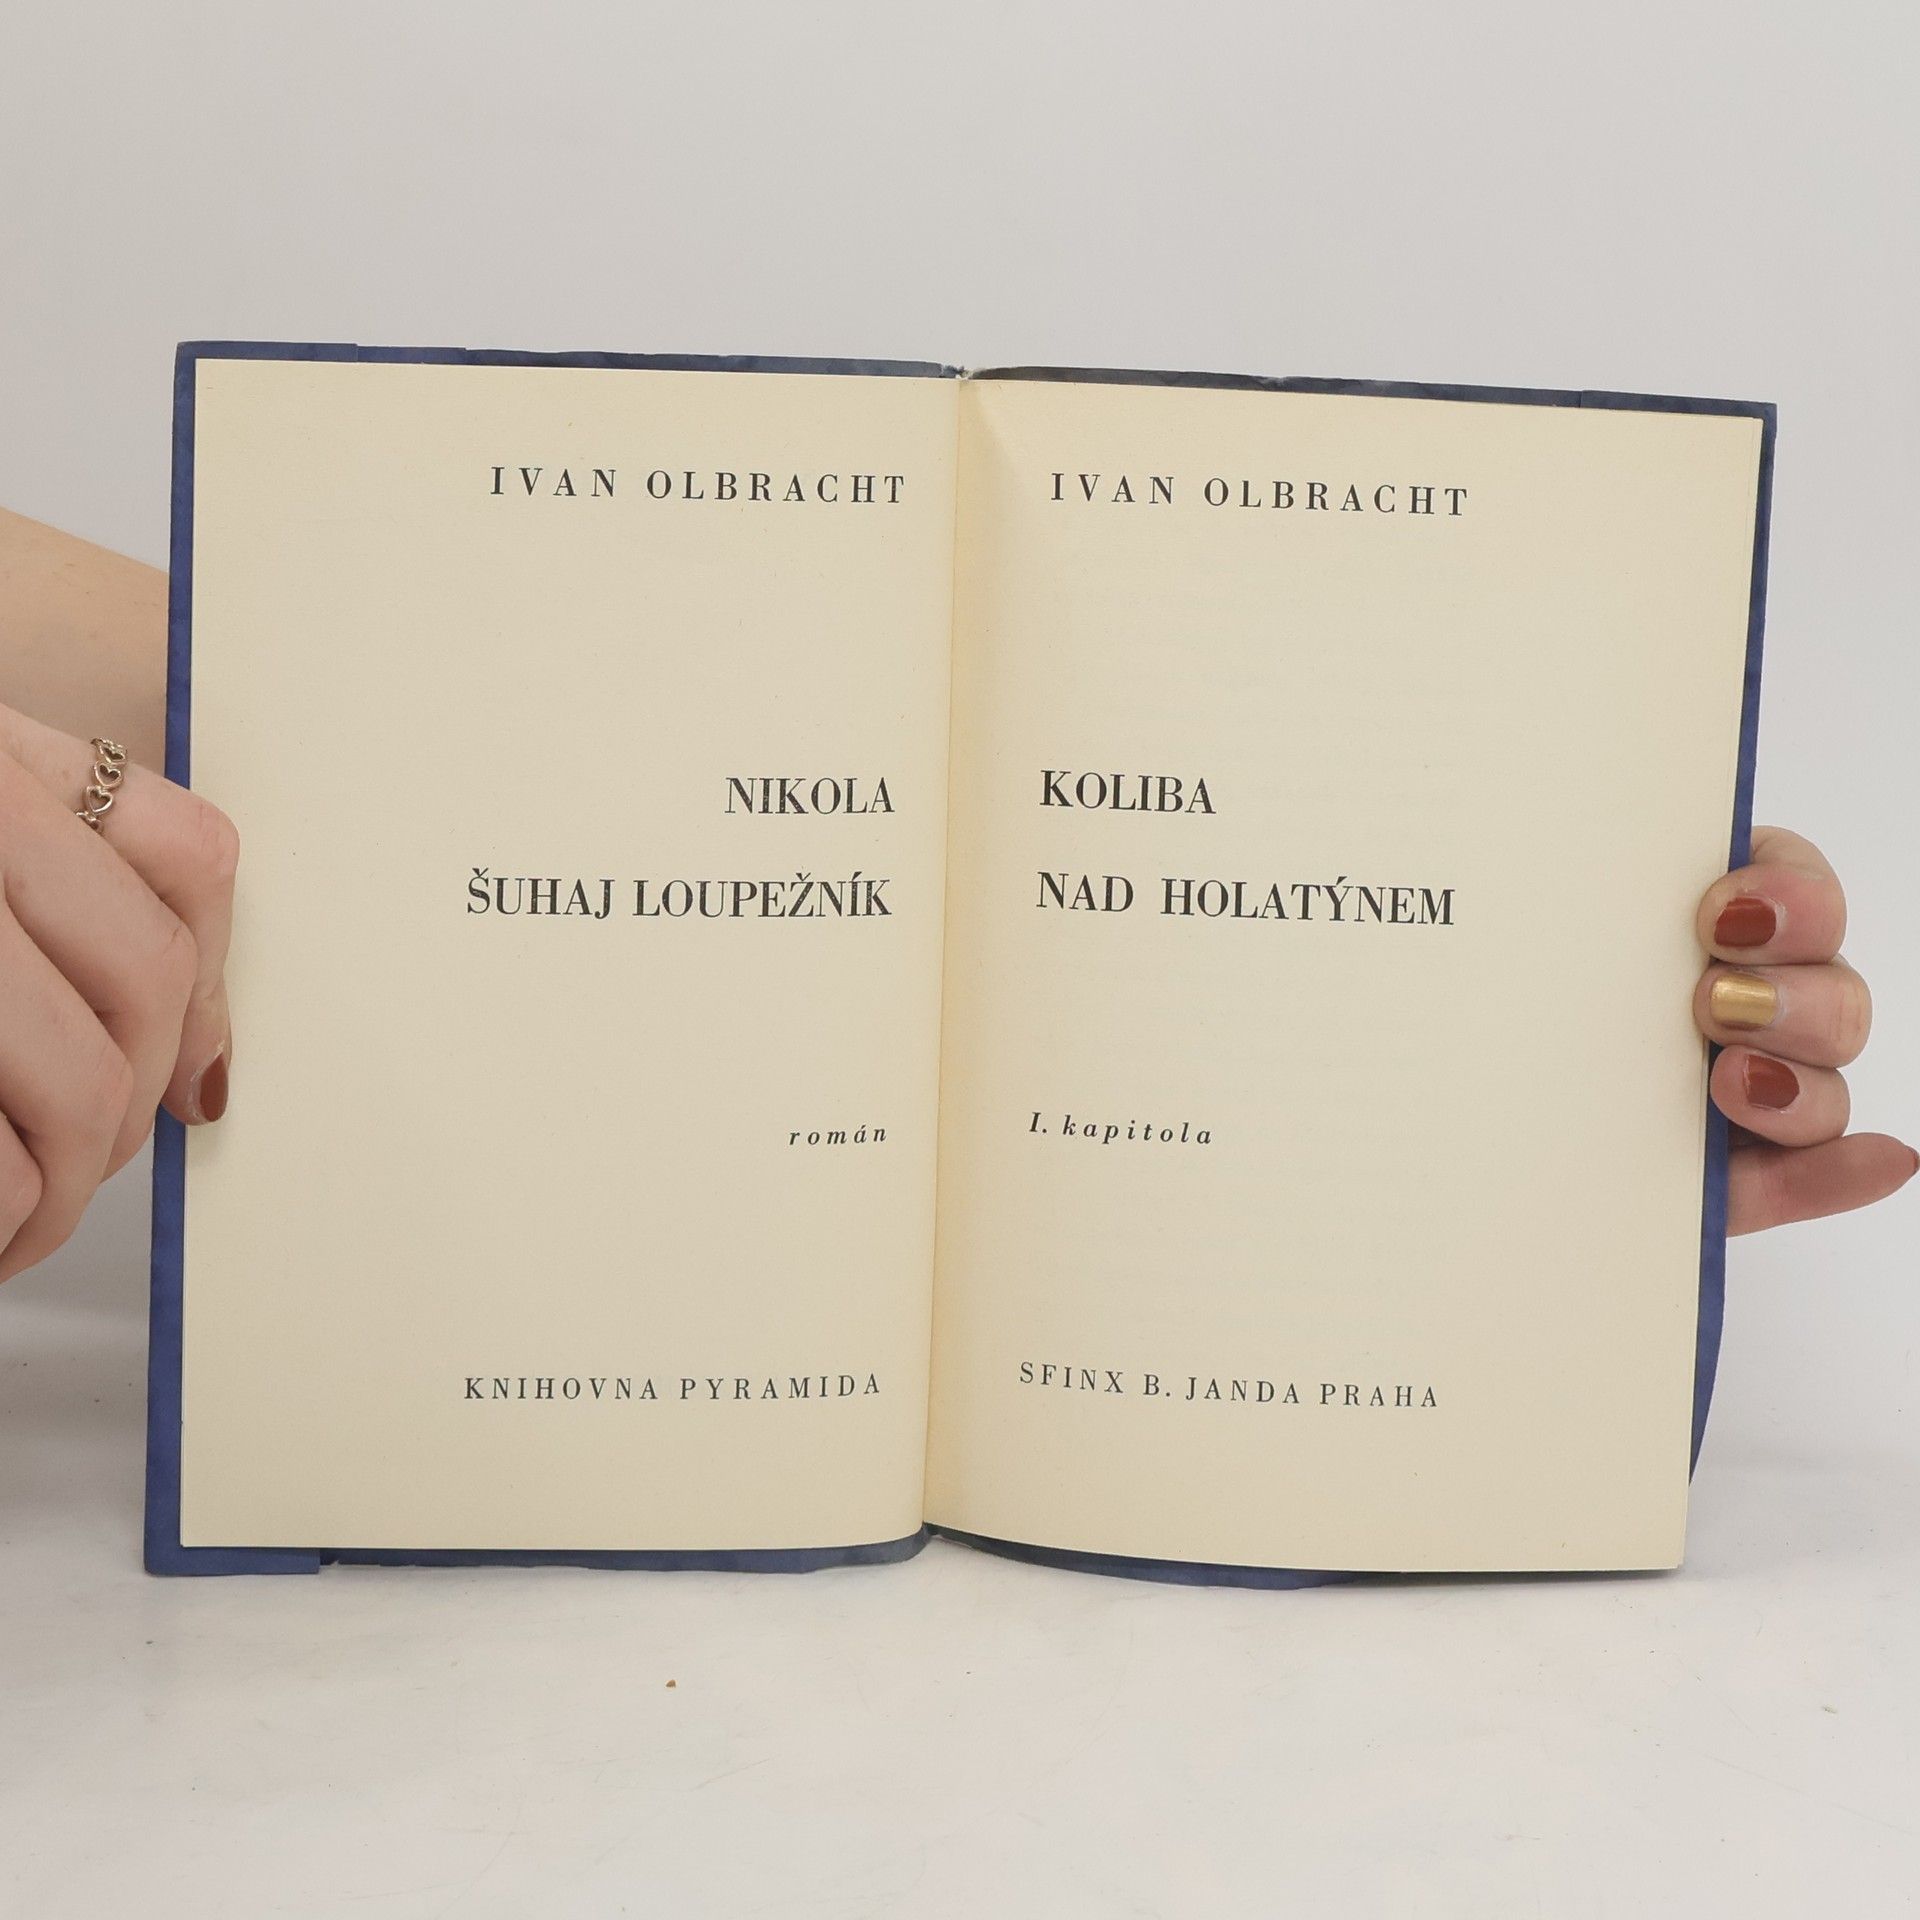 IVAN OLBRACHT
NIKOLA
ŠUHAJ LOUPEŽNÍK
román
KNIHOVNA PYRAMIDA
IVAN OLBRACHT
KOLIBA
NAD HOLATÝNEM
I. kapitola
SFINX B. JANDA PRAHA